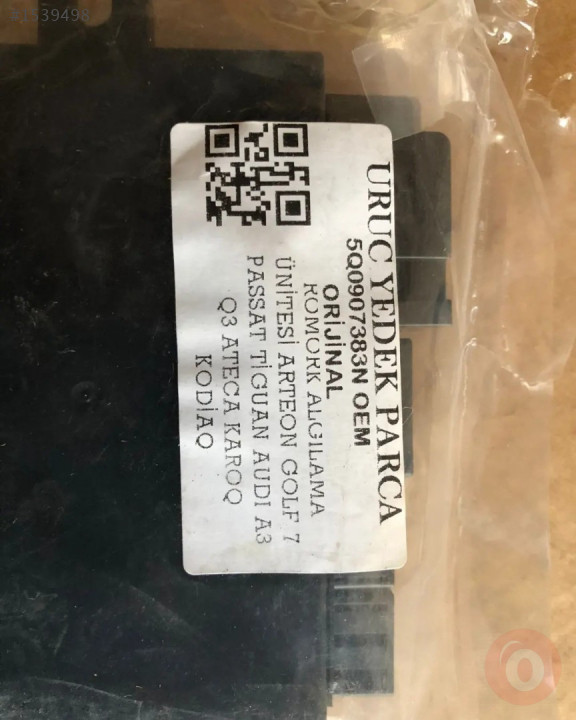 URUC YEDEK PARCA
5Q0907383N OEM
ORİJİNAL
ROMORK ALGILAMA
ÜNİTESİ ARTEON GOLF 7
PASSAT TİGUAN AUDI A3
Q3 ATECA KAROQ
KODİAQ